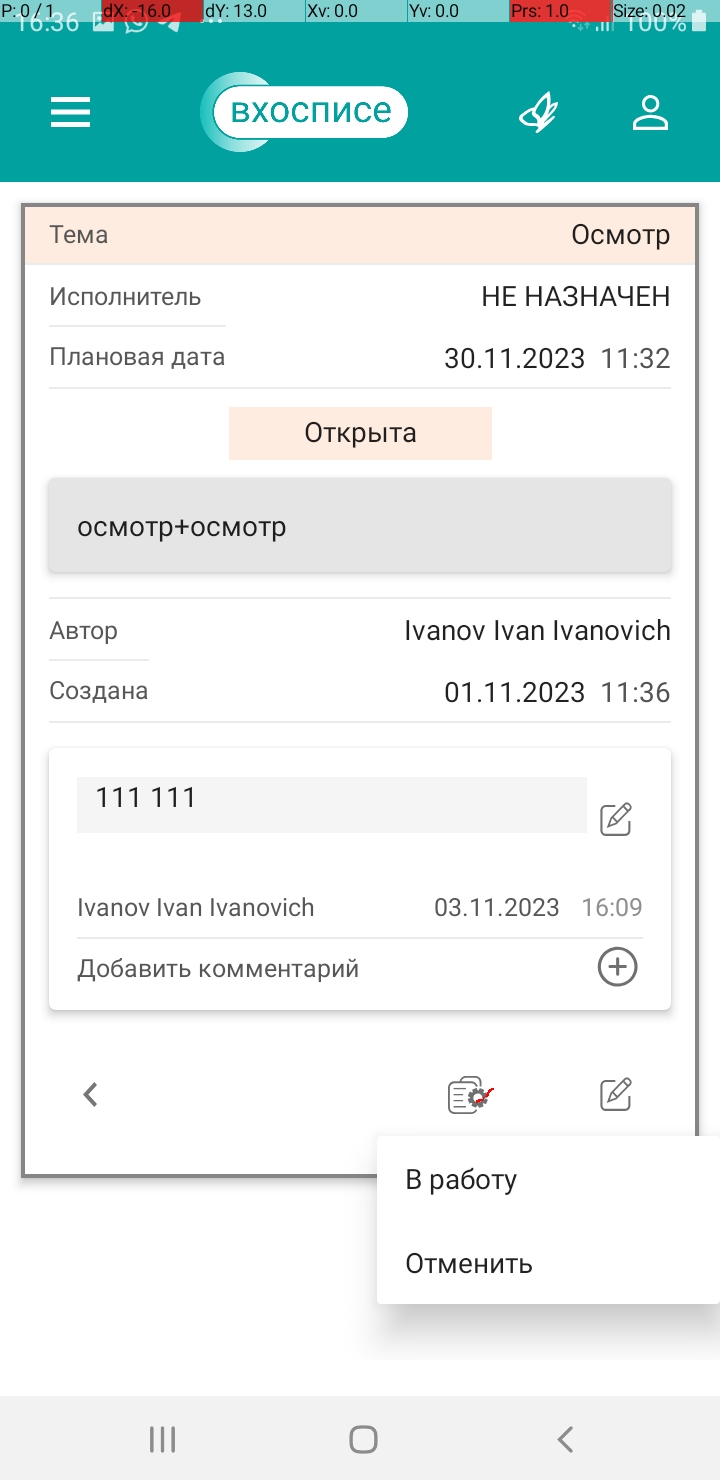 P: 0 / 1 dX: -16.0 dY: 13.0 Xv: 0.0 Yv: 0.0 Prs: 1.0 Size: 0.02
16:36 100%
вхосписе
Тема Осмотр
Исполнитель НЕ НАЗНАЧЕН
Плановая дата 30.11.2023 11:32
Открыта
осмотр+осмотр
Автор Ivanov Ivan Ivanovich
Создана 01.11.2023 11:36
111 111
Ivanov Ivan Ivanovich 03.11.2023 16:09
Добавить комментарий
В работу
Отменить